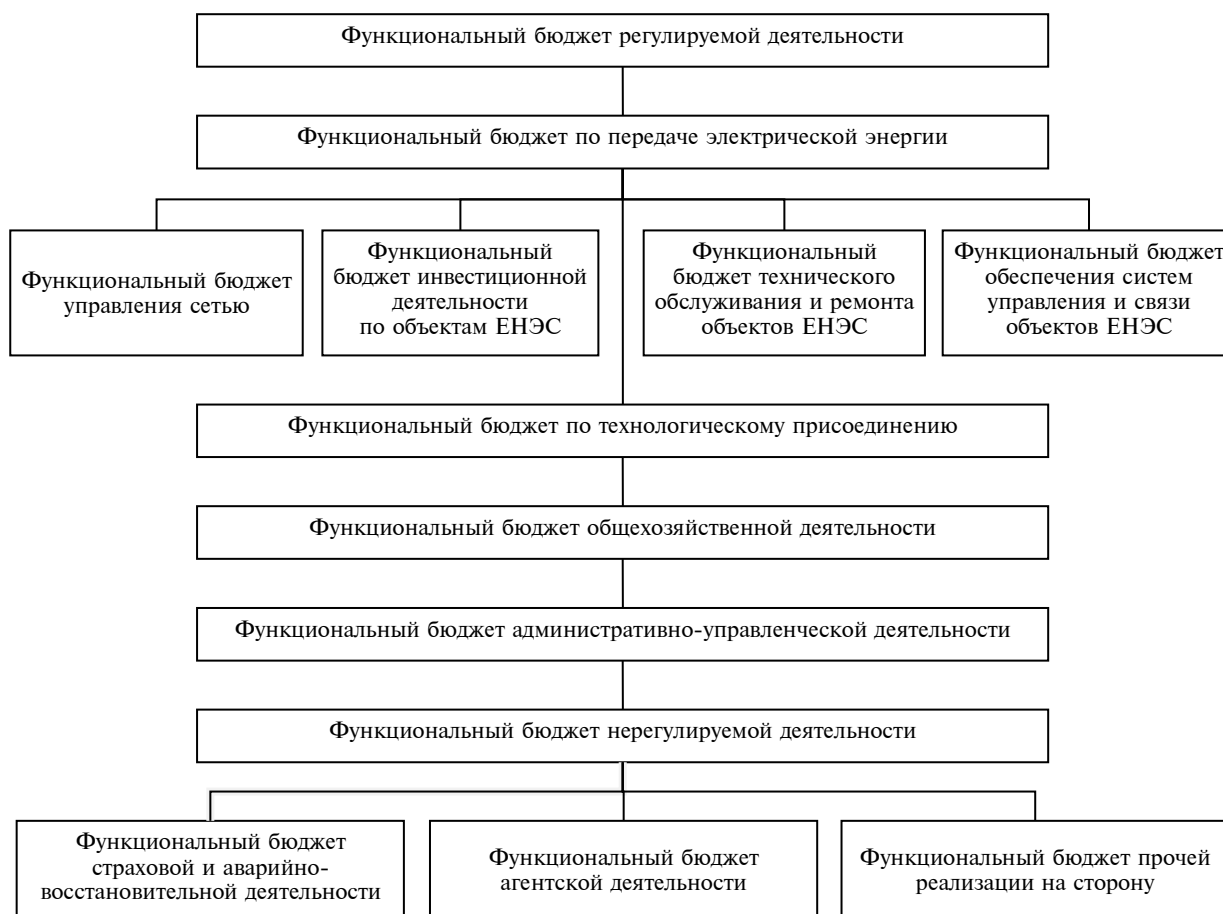 Функциональный бюджет регулируемой деятельности
Функциональный бюджет по передаче электрической энергии
Функциональный бюджет
управления сетью
Функциональный
бюджет инвестиционной
деятельности
по объектам ЕНЭС
Функциональный
бюджет технического
обслуживания и ремонта
объектов ЕНЭС
Функциональный бюджет
обеспечения систем
управления и связи
объектов ЕНЭС
Функциональный бюджет по технологическому присоединению
Функциональный бюджет общехозяйственной деятельности
Функциональный бюджет административно-управленческой деятельности
Функциональный бюджет нерегулируемой деятельности
Функциональный бюджет
страховой и аварийно-
восстановительной деятельности
Функциональный бюджет
агентской деятельности
Функциональный бюджет прочей
реализации на сторону